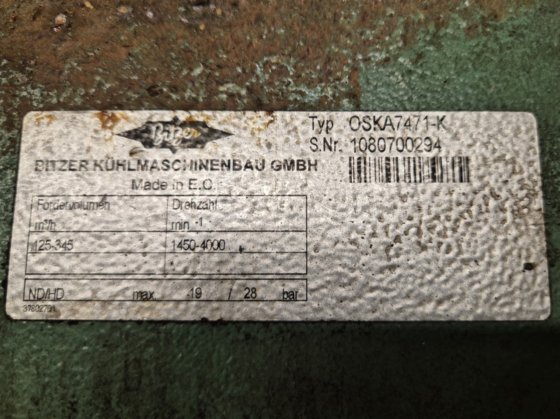 BITZER
Typ OSKA7471-K
S.Nr. 1080700294
BITZER KÜHLMASCHINENBAU GMBH
Made in E.C.
Fördervolumen Drehzahl
m³/h min -1
125-345 1450-4000
ND/HD max. 19 / 28 bar